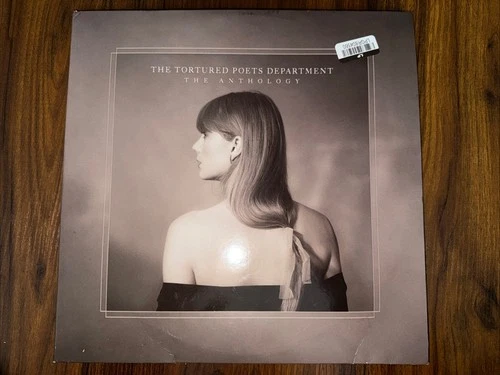 THE TORTURED POETS DEPARTMENT
THE ANTHOLOGY